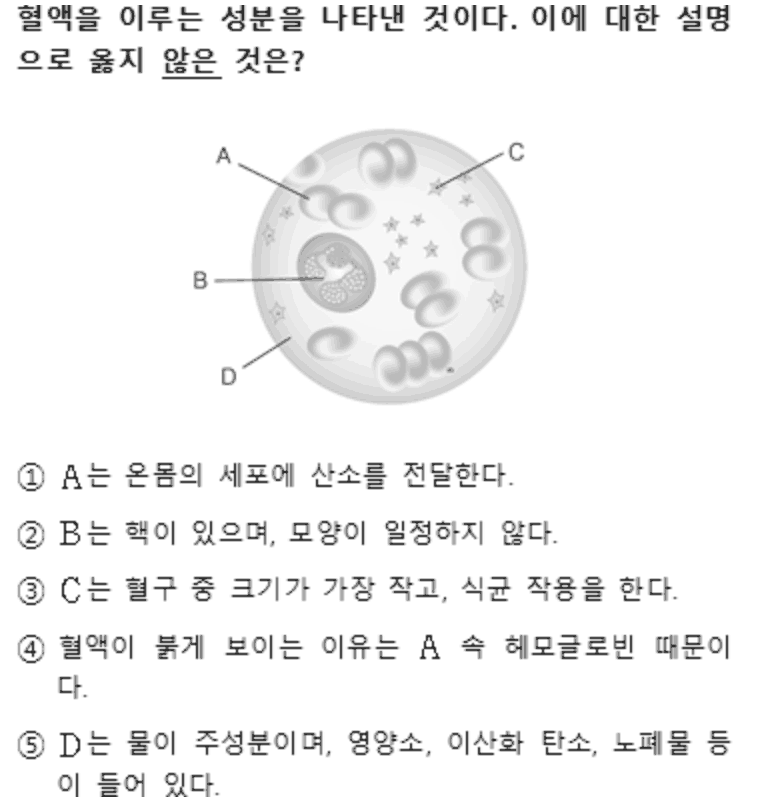 혈액을 이루는 성분을 나타낸 것이다. 이에 대한 설명
으로 옳지 않은 것은?
A
C
B
D
① A는 온몸의 세포에 산소를 전달한다.
② B는 핵이 있으며, 모양이 일정하지 않다.
③ C는 혈구 중 크기가 가장 작고, 식균 작용을 한다.
④ 혈액이 붉게 보이는 이유는 A 속 헤모글로빈 때문이
다.
⑤ D는 물이 주성분이며, 영양소, 이산화 탄소, 노폐물 등
이 들어 있다.